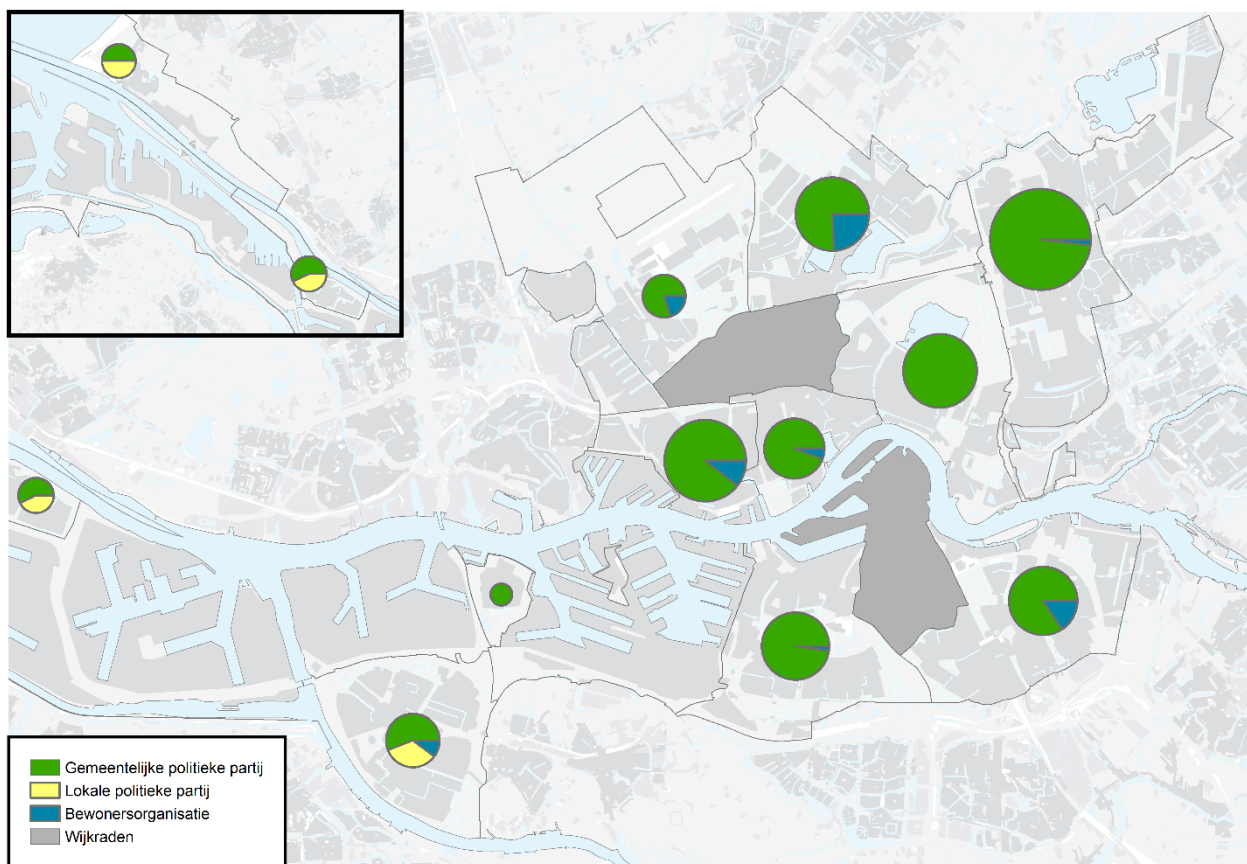 Gemeentelijke politieke partij
Lokale politieke partij
Bewonersorganisatie
Wijkraden